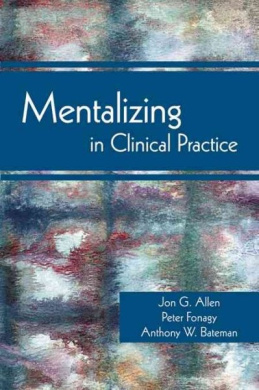 Mentalizing
in Clinical Practice
Jon G. Allen
Peter Fonagy
Anthony W. Bateman